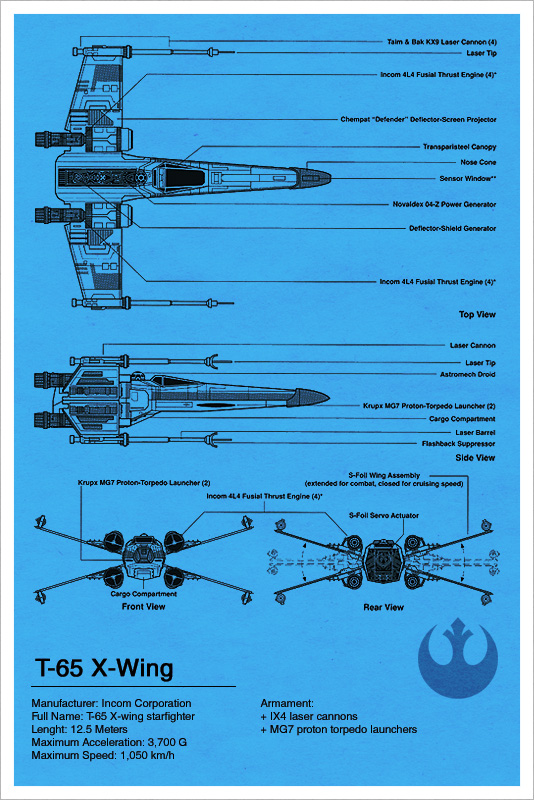 Taim & Bak KX9 Laser Cannon (4)
Laser Tip
Incom 4L4 Fusial Thrust Engine (4)*
Chempat "Defender" Deflector-Screen Projector
Transparisteel Canopy
Nose Cone
Sensor Window**
Novaldex 04-Z Power Generator
Deflector-Shield Generator
Incom 4L4 Fusial Thrust Engine (4)*
Top View
Laser Cannon
Laser Tip
Astromech Droid
Krupx MG7 Proton-Torpedo Launcher (2)
Cargo Compartment
Laser Barrel
Flashback Suppressor
Side View
Krupx MG7 Proton-Torpedo Launcher (2)
Incom 4L4 Fusial Thrust Engine (4)*
S-Foil Wing Assembly
(extended for combat, closed for cruising speed)
S-Foil Servo Actuator
Cargo Compartment
Front View
Rear View
T-65 X-Wing
Manufacturer: Incom Corporation
Full Name: T-65 X-wing starfighter
Lenght: 12.5 Meters
Maximum Acceleration: 3,700 G
Maximum Speed: 1,050 km/h
Armament:
+ IX4 laser cannons
+ MG7 proton torpedo launchers